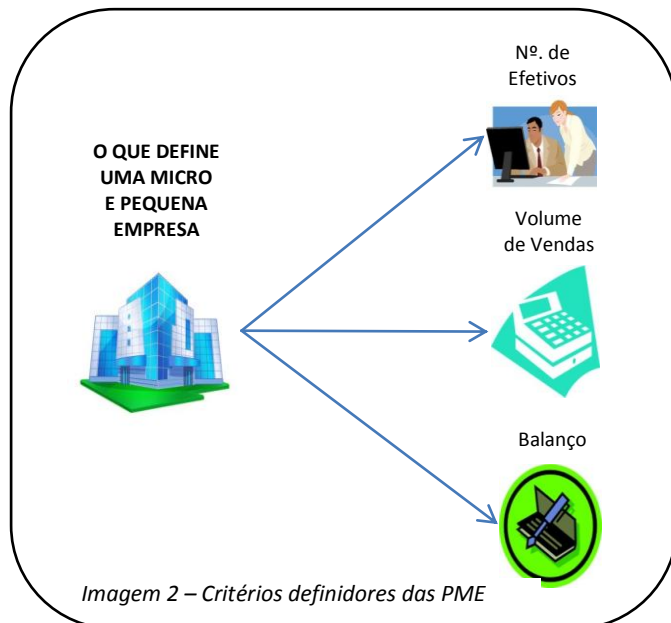 Nº. de
Efetivos
O QUE DEFINE
UMA MICRO
E PEQUENA
EMPRESA
Volume
de Vendas
Balanço
Imagem 2 – Critérios definidores das PME